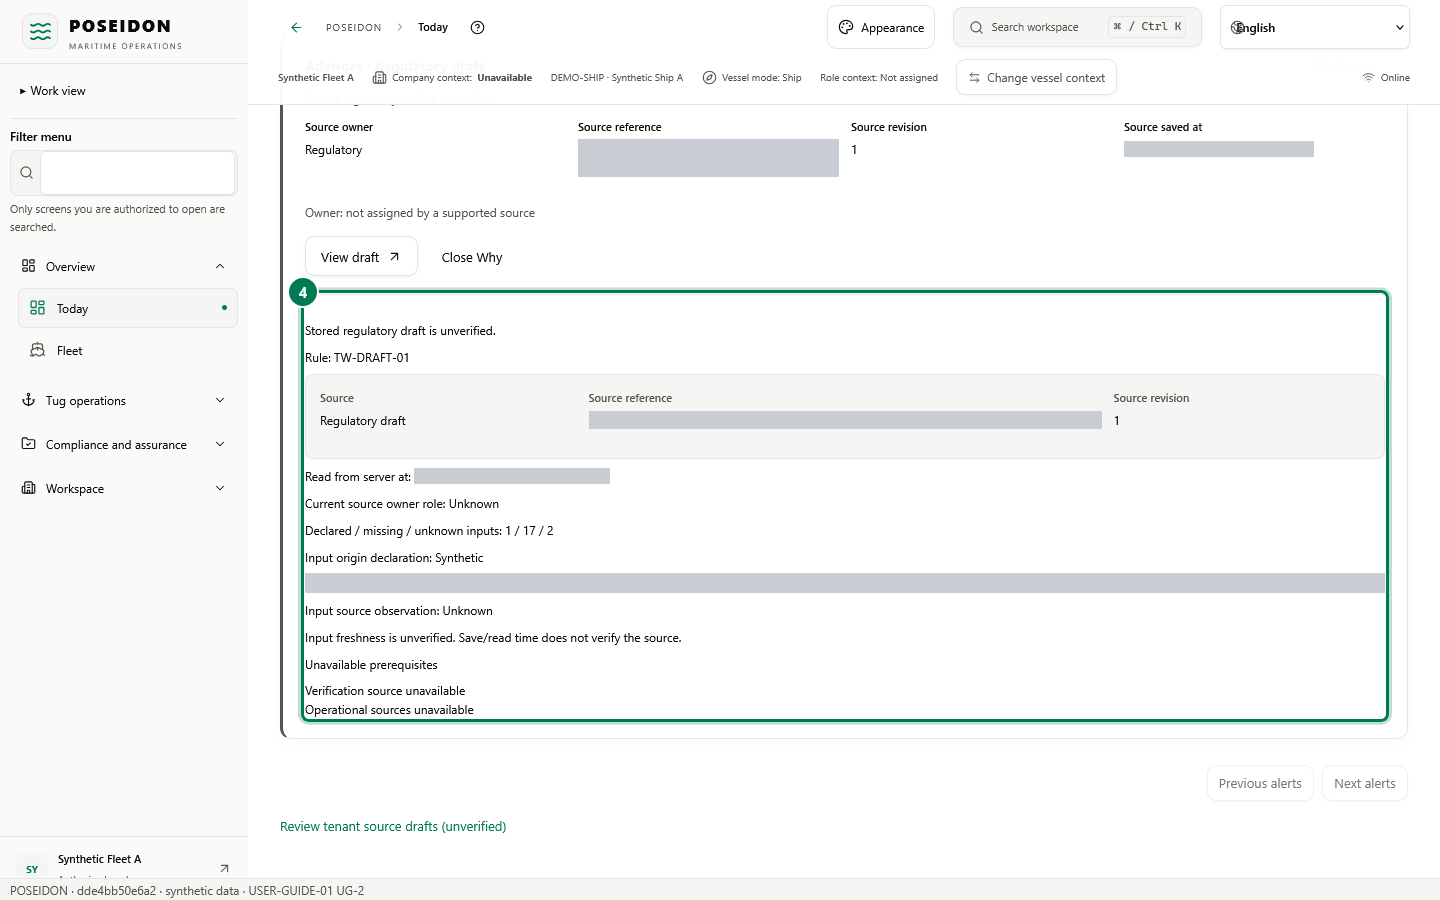 POSEIDON
MARITIME OPERATIONS
Work view
Filter menu
Only screens you are authorized to open are
searched.
Overview
Today
Fleet
Tug operations
Compliance and assurance
Workspace
SY
Synthetic Fleet A
POSEIDON
Today
Appearance
Search workspace
⌘ / Ctrl K
English
Synthetic Fleet A
Company context: Unavailable
DEMO-SHIP · Synthetic Ship A
Vessel mode: Ship
Role context: Not assigned
Change vessel context
Online
Advisory · Regulatory draft
Source owner
Source reference
Source revision
Source saved at
Regulatory
1
Owner: not assigned by a supported source
View draft
Close Why
4
Stored regulatory draft is unverified.
Rule: TW-DRAFT-01
Source
Source reference
Source revision
Regulatory draft
1
Read from server at:
Current source owner role: Unknown
Declared / missing / unknown inputs: 1 / 17 / 2
Input origin declaration: Synthetic
Input source observation: Unknown
Input freshness is unverified. Save/read time does not verify the source.
Unavailable prerequisites
Verification source unavailable
Operational sources unavailable
Previous alerts
Next alerts
Review tenant source drafts (unverified)
POSEIDON · dde4bb50e6a2 · synthetic data · USER-GUIDE-01 UG-2